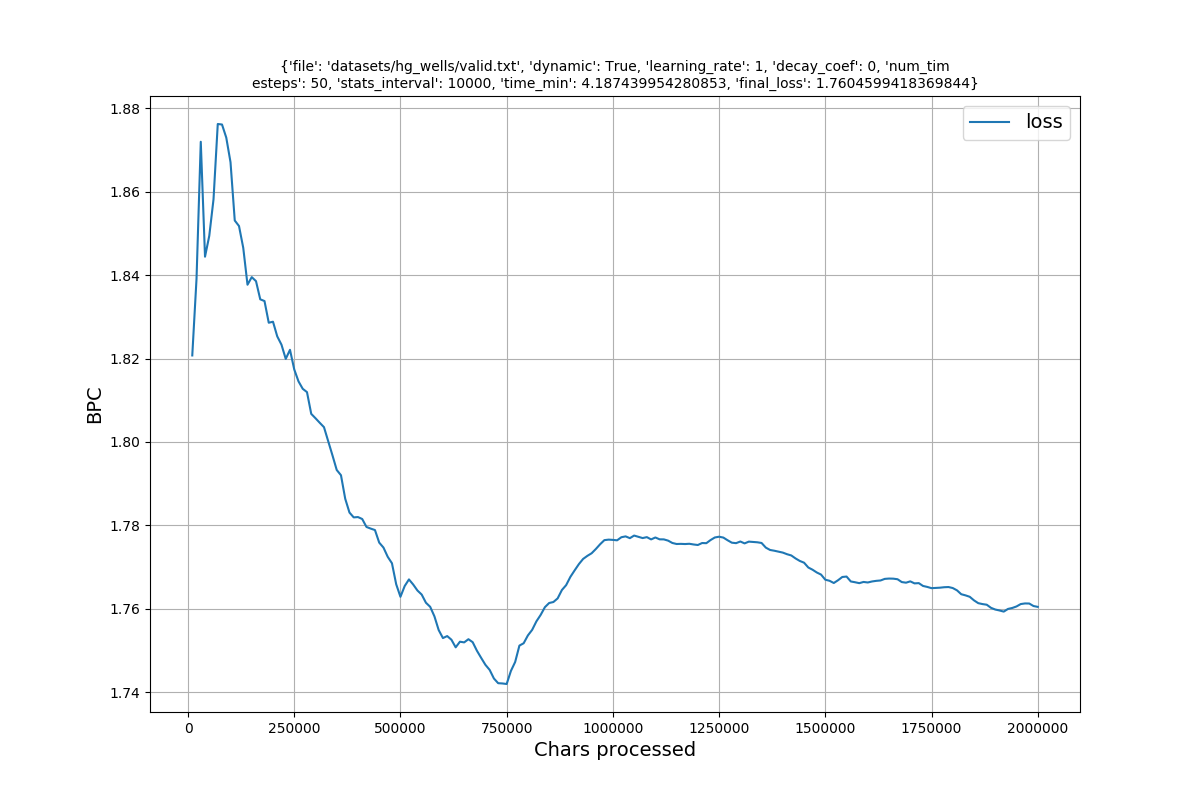 {'file': 'datasets/hg_wells/valid.txt', 'dynamic': True, 'learning_rate': 1, 'decay_coef': 0, 'num_tim
esteps': 50, 'stats_interval': 10000, 'time_min': 4.187439954280853, 'final_loss': 1.7604599418369844}
loss
1.88
1.86
1.84
1.82
1.80
1.78
1.76
1.74
BPC
0 250000 500000 750000 1000000 1250000 1500000 1750000 2000000
Chars processed